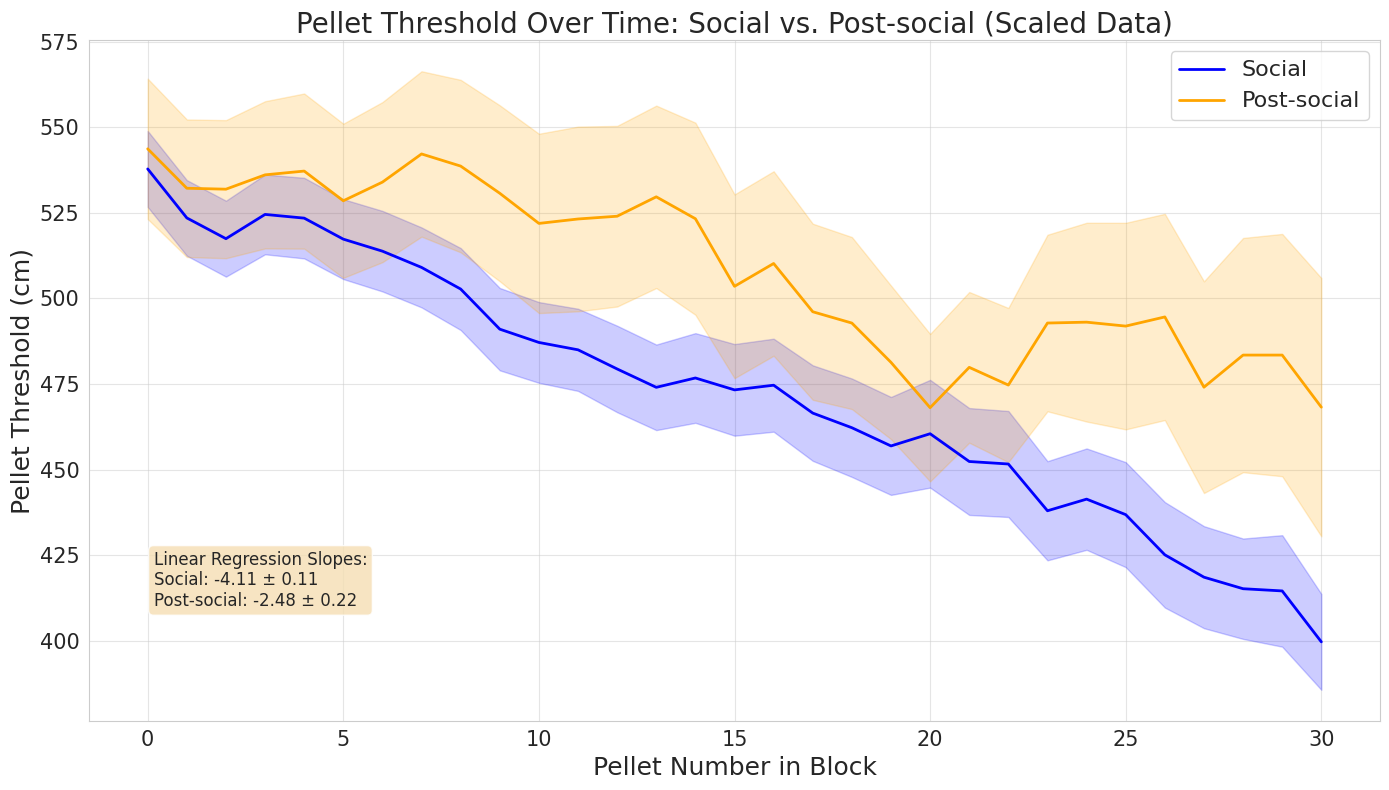 Pellet Threshold Over Time: Social vs. Post-social (Scaled Data)
Social
Post-social
Pellet Threshold (cm)
575
550
525
500
475
450
425
400
Linear Regression Slopes:
Social: -4.11 ± 0.11
Post-social: -2.48 ± 0.22
0 5 10 15 20 25 30
Pellet Number in Block